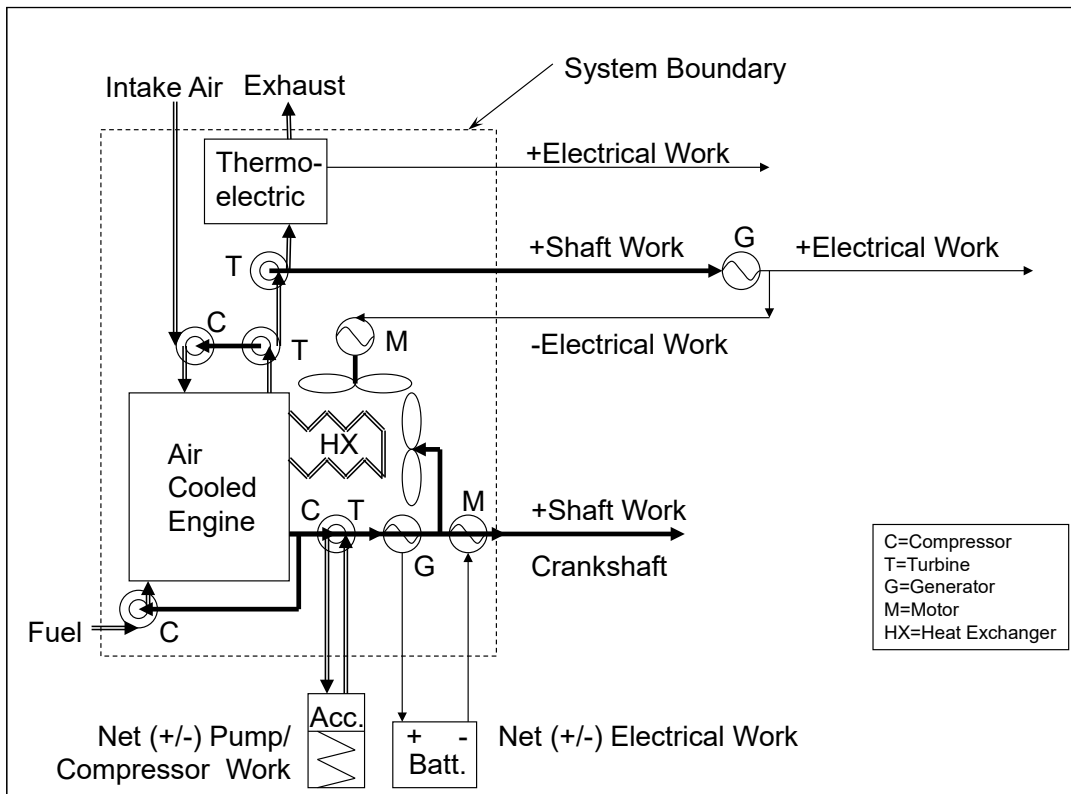 System Boundary
Intake Air
Exhaust
Thermo-
electric
+Electrical Work
T
+Shaft Work
G
+Electrical Work
C
T
M
-Electrical Work
HX
Air
Cooled
Engine
C
T
M
+Shaft Work
G
Crankshaft
Fuel
C
C=Compressor
T=Turbine
G=Generator
M=Motor
HX=Heat Exchanger
Acc.
Net (+/-) Pump/
Compressor Work
+ -
Batt.
Net (+/-) Electrical Work